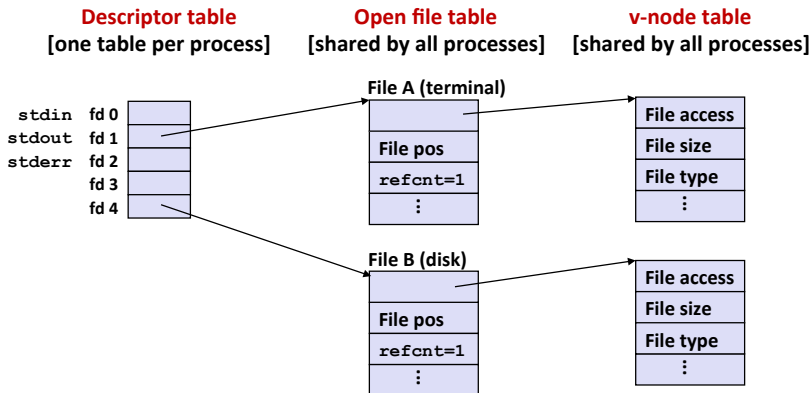 Descriptor table
[one table per process]
Open file table
[shared by all processes]
v-node table
[shared by all processes]
stdin fd 0
stdout fd 1
stderr fd 2
fd 3
fd 4
File A (terminal)
File pos
refcnt=1
⋮
File access
File size
File type
⋮
File B (disk)
File pos
refcnt=1
⋮
File access
File size
File type
⋮